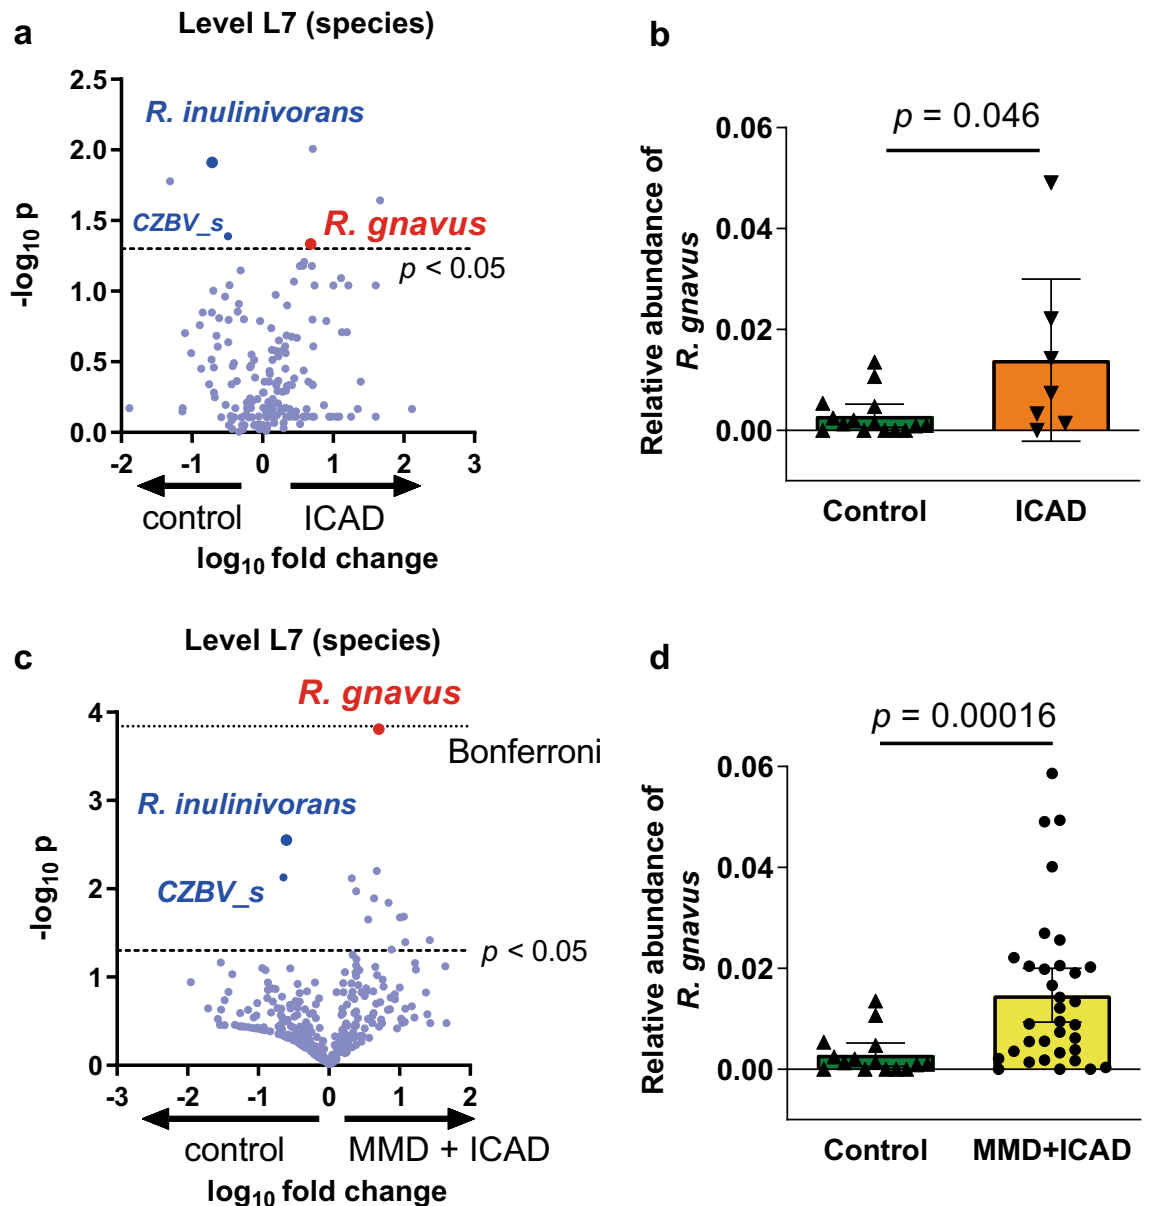 a
Level L7 (species)
2.5
2.0
1.5
1.0
0.5
0.0
-log10 p
R. inulinivorans
CZBV_s
R. gnavus
p < 0.05
-2 -1 0 1 2 3
control ICAD
log10 fold change
b
p = 0.046
0.06
0.04
0.02
0.00
Relative abundance of
R. gnavus
Control ICAD
c
Level L7 (species)
R. gnavus
Bonferroni
4
3
2
1
0
-log10 p
R. inulinivorans
CZBV_s
p < 0.05
-3 -2 -1 0 1 2
control MMD + ICAD
log10 fold change
d
p = 0.00016
0.06
0.04
0.02
0.00
Relative abundance of
R. gnavus
Control MMD+ICAD